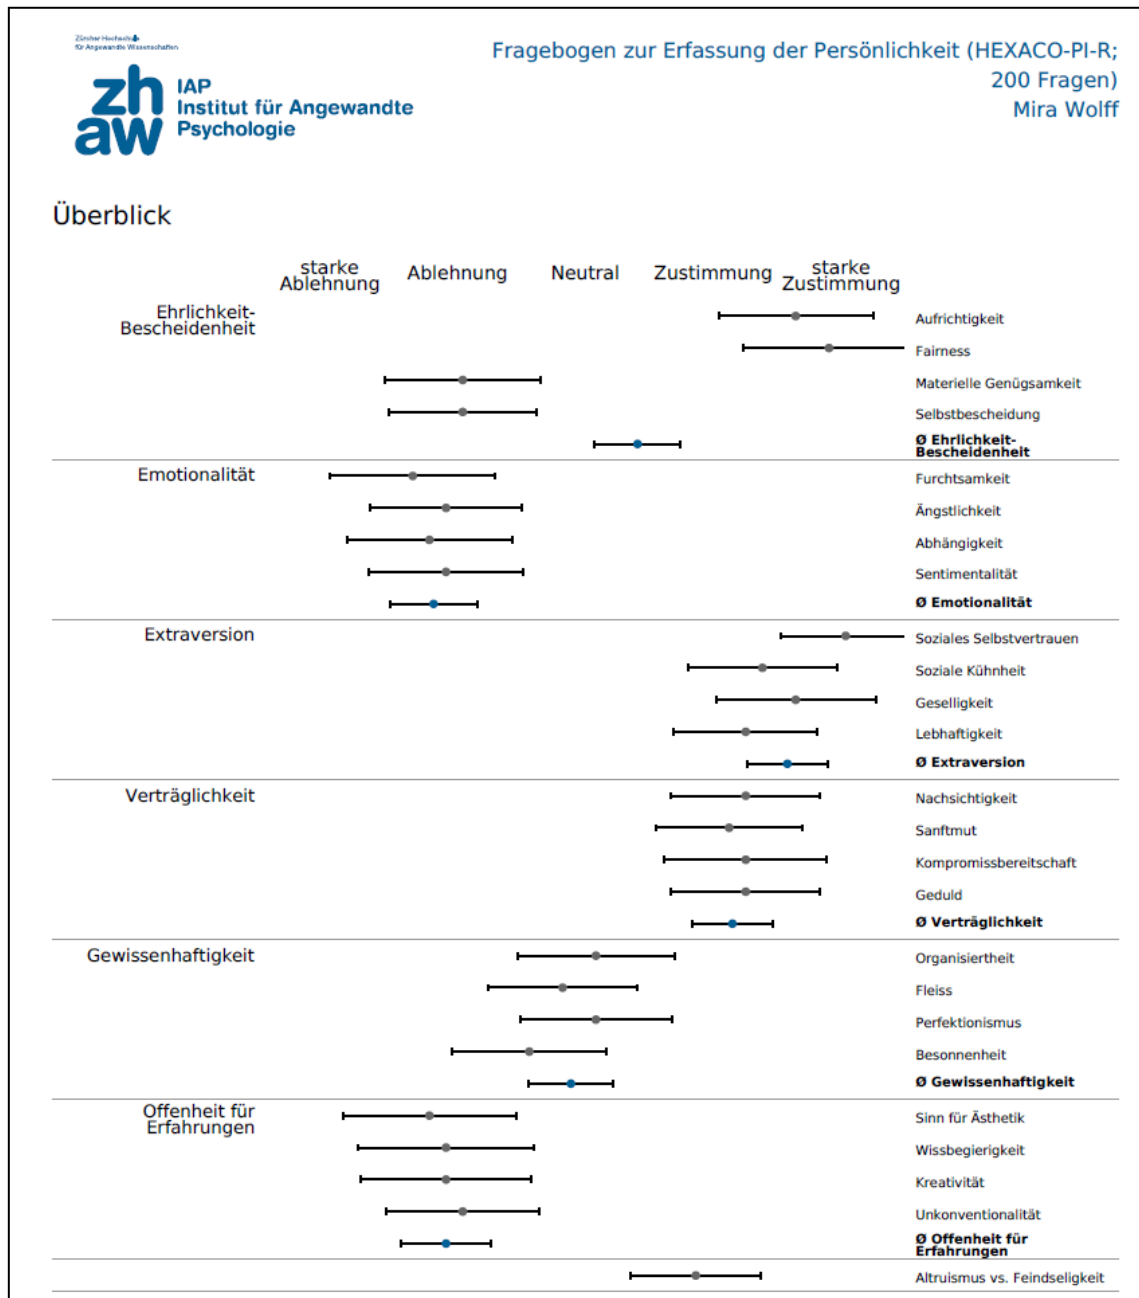 Zürcher Hochschule
für Angewandte Wissenschaften
zh
aw
IAP
Institut für Angewandte
Psychologie
Fragebogen zur Erfassung der Persönlichkeit (HEXACO-PI-R;
200 Fragen)
Mira Wolff
Überblick
starke
Ablehnung
Ablehnung
Neutral
Zustimmung
starke
Zustimmung
Ehrlichkeit-
Bescheidenheit
Aufrichtigkeit
Fairness
Materielle Genügsamkeit
Selbstbescheidung
Ø Ehrlichkeit-
Bescheidenheit
Emotionalität
Furchtsamkeit
Ängstlichkeit
Abhängigkeit
Sentimentalität
Ø Emotionalität
Extraversion
Soziales Selbstvertrauen
Soziale Kühnheit
Geselligkeit
Lebhaftigkeit
Ø Extraversion
Verträglichkeit
Nachsichtigkeit
Sanftmut
Kompromissbereitschaft
Geduld
Ø Verträglichkeit
Gewissenhaftigkeit
Organisiertheit
Fleiss
Perfektionismus
Besonnenheit
Ø Gewissenhaftigkeit
Offenheit für
Erfahrungen
Sinn für Ästhetik
Wissbegierigkeit
Kreativität
Unkonventionalität
Ø Offenheit für
Erfahrungen
Altruismus vs. Feindseligkeit